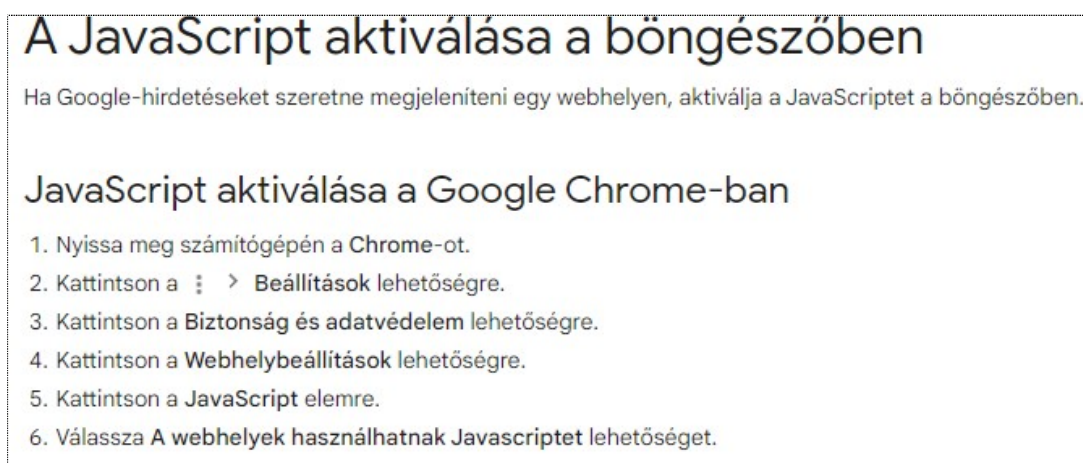 A JavaScript aktiválása a böngészőben
Ha Google-hirdetéseket szeretne megjeleníteni egy webhelyen, aktiválja a JavaScriptet a böngészőben.
JavaScript aktiválása a Google Chrome-ban
1. Nyissa meg számítógépén a Chrome-ot.
2. Kattintson a ⋮ > Beállítások lehetőségre.
3. Kattintson a Biztonság és adatvédelem lehetőségre.
4. Kattintson a Webhelybeállítások lehetőségre.
5. Kattintson a JavaScript elemre.
6. Válassza A webhelyek használhatnak Javascriptet lehetőséget.